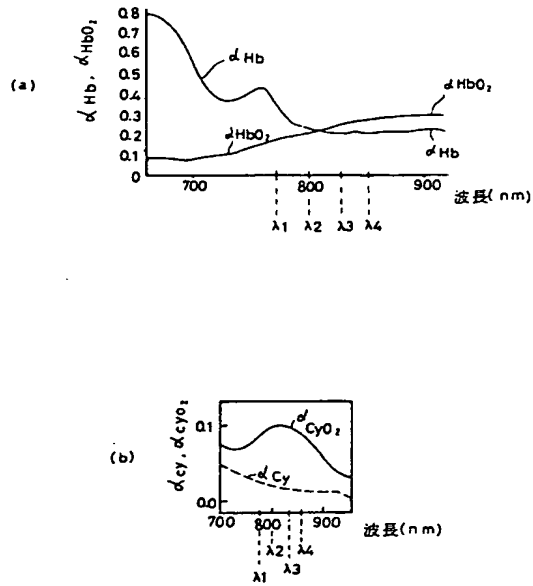 (a)
αHb, αHbO₂
0.8
0.7
0.6
0.5
0.4
0.3
0.2
0.1
0
αHb
αHbO₂
αHbO₂
αHb
700 800 900
波長(nm)
λ1 λ2 λ3 λ4
(b)
αcy, αcyo₂
0.1
0.0
αCyO₂
αCy
700 800 900
波長(nm)
λ1 λ2 λ3 λ4